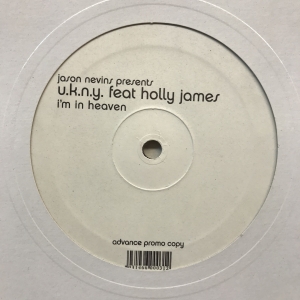 jason nevins presents
u.k.n.y. feat holly james
i'm in heaven
advance promo copy